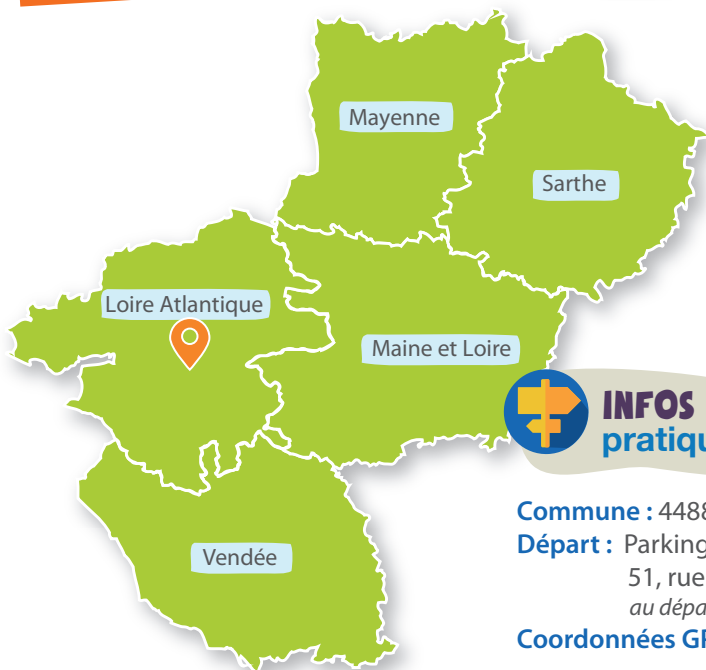 Mayenne
Sarthe
Loire Atlantique
Maine et Loire
Vendée
INFOS
pratiqu
Commune : 4488
Départ : Parking
51, rue
au dépa
Coordonnées GP